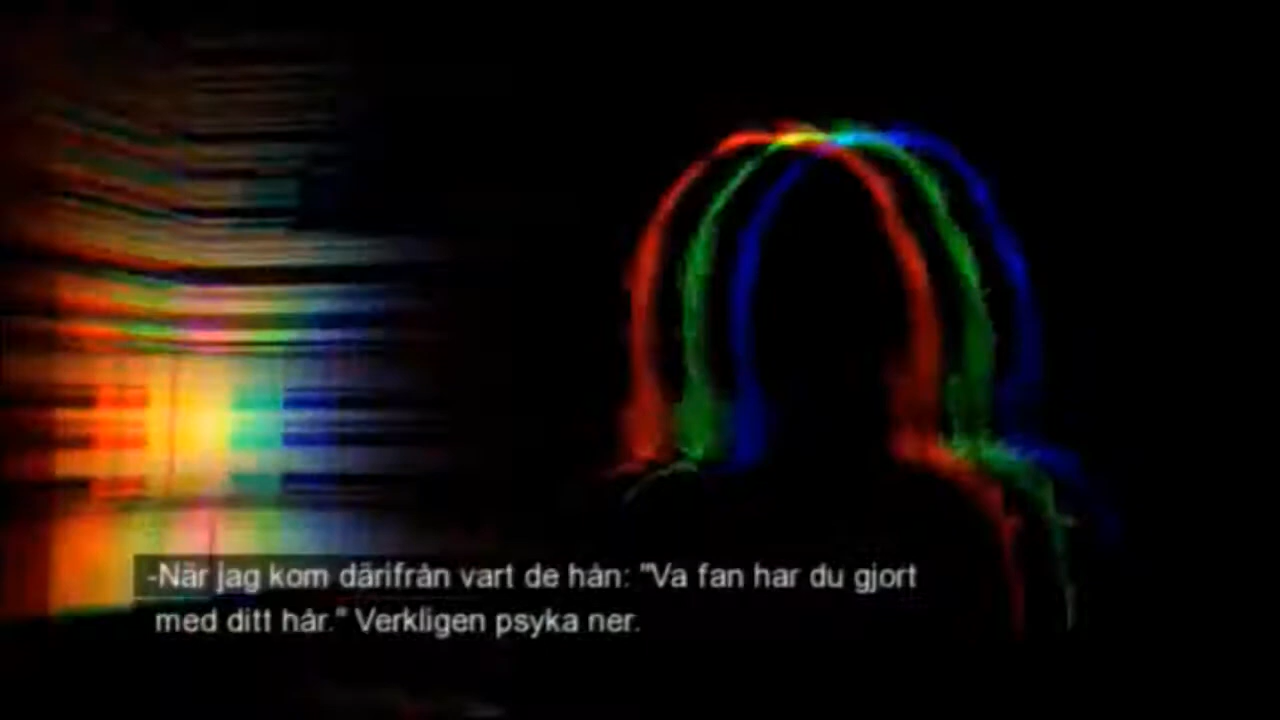 -När jag kom därifrån vart de hån: "Va fan har du gjort
med ditt hår." Verkligen psyka ner.